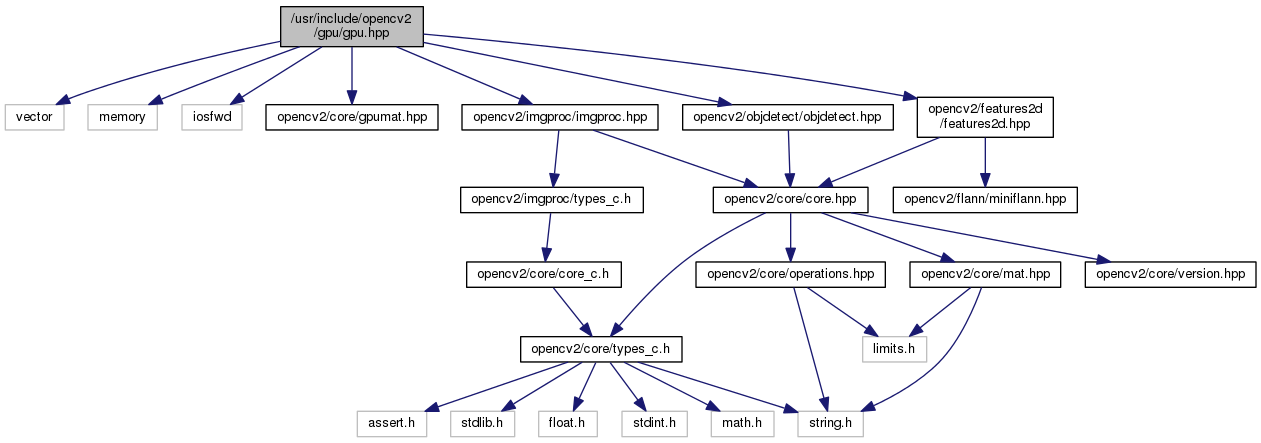 /usr/include/opencv2
/gpu/gpu.hpp
vector
memory
iosfwd
opencv2/core/gpumat.hpp
opencv2/imgproc/imgproc.hpp
opencv2/objdetect/objdetect.hpp
opencv2/features2d
/features2d.hpp
opencv2/imgproc/types_c.h
opencv2/core/core.hpp
opencv2/flann/miniflann.hpp
opencv2/core/core_c.h
opencv2/core/operations.hpp
opencv2/core/mat.hpp
opencv2/core/version.hpp
opencv2/core/types_c.h
limits.h
assert.h
stdlib.h
float.h
stdint.h
math.h
string.h